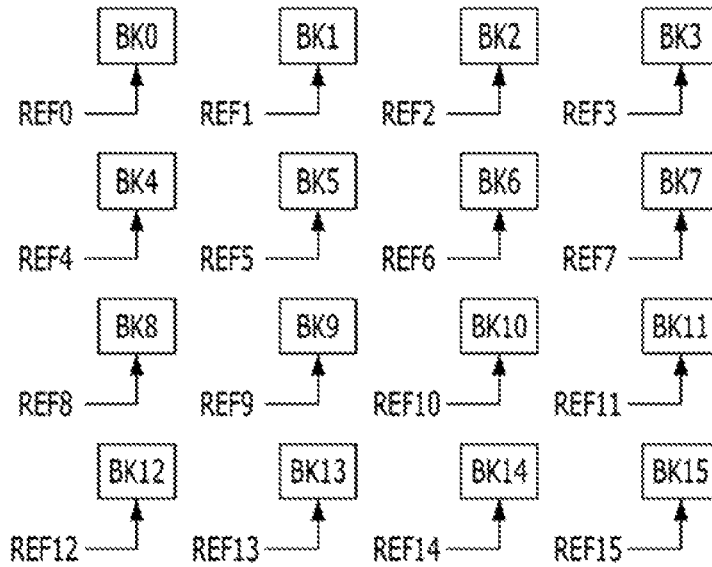 BK0 BK1 BK2 BK3
REF0 REF1 REF2 REF3
BK4 BK5 BK6 BK7
REF4 REF5 REF6 REF7
BK8 BK9 BK10 BK11
REF8 REF9 REF10 REF11
BK12 BK13 BK14 BK15
REF12 REF13 REF14 REF15